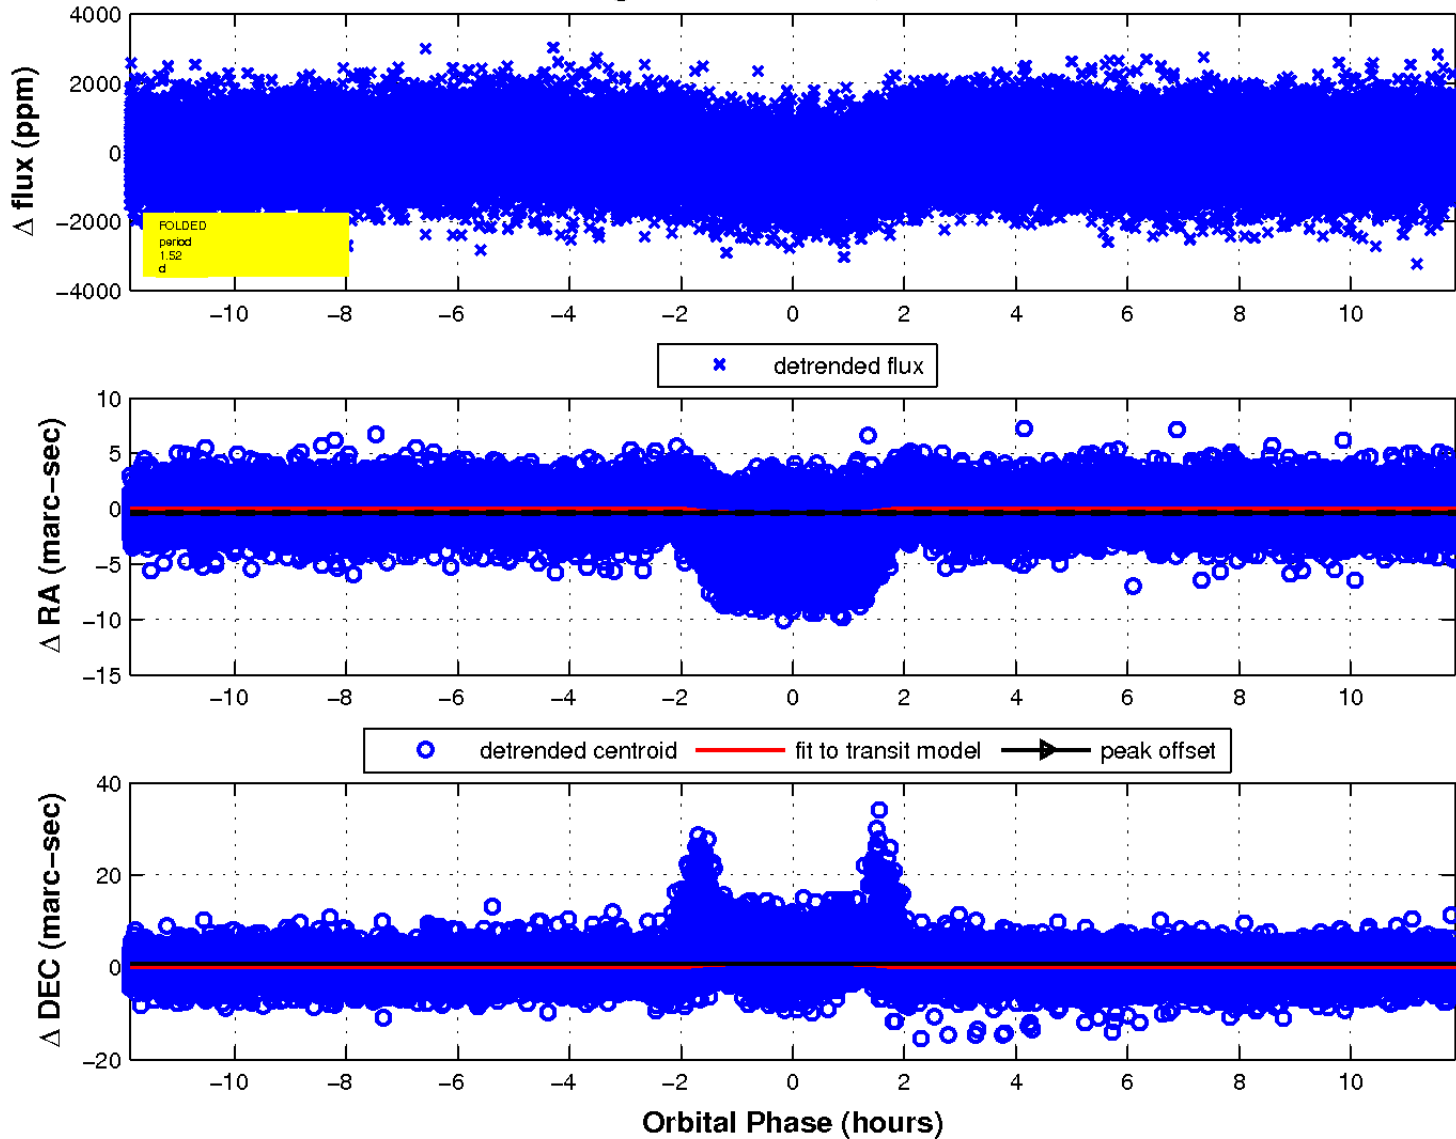 4000
2000
0
−2000
−4000
Δ flux (ppm)
FOLDED
period
1.52
d
−10 −8 −6 −4 −2 0 2 4 6 8 10
detrended flux
10
5
0
−5
−10
−15
Δ RA (marc−sec)
−10 −8 −6 −4 −2 0 2 4 6 8 10
detrended centroid fit to transit model peak offset
40
20
0
−20
Δ DEC (marc−sec)
−10 −8 −6 −4 −2 0 2 4 6 8 10
Orbital Phase (hours)